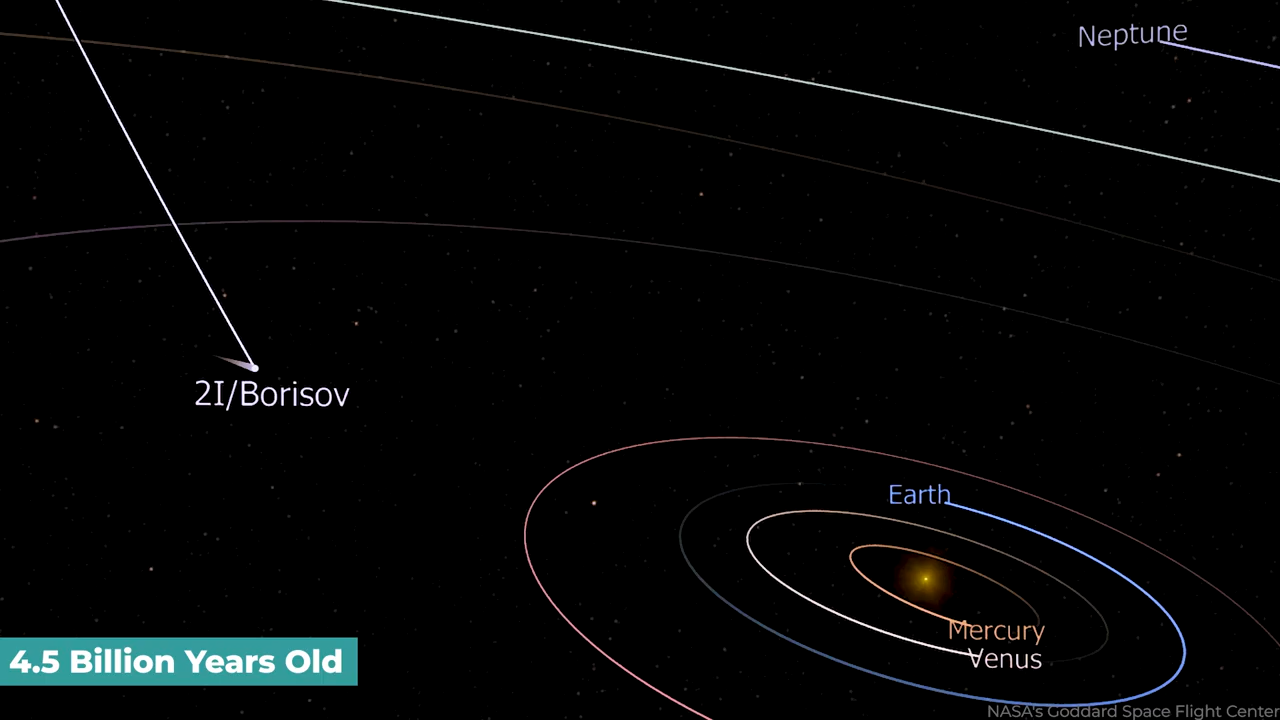 Neptune
2I/Borisov
Earth
Mercury
Venus
4.5 Billion Years Old
NASA's Goddard Space Flight Center